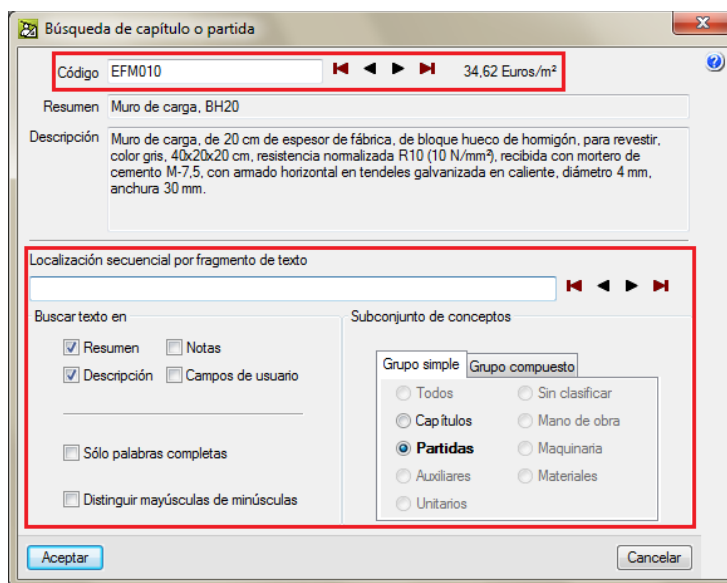 Búsqueda de capítulo o partida
Código EFM010 34,62 Euros/m²
Resumen Muro de carga, BH20
Descripción Muro de carga, de 20 cm de espesor de fábrica, de bloque hueco de hormigón, para revestir,
color gris, 40x20x20 cm, resistencia normalizada R10 (10 N/mm²), recibida con mortero de
cemento M-7,5, con armado horizontal en tendeles galvanizada en caliente, diámetro 4 mm,
anchura 30 mm.
Localización secuencial por fragmento de texto
Buscar texto en
Resumen Notas
Descripción Campos de usuario
Sólo palabras completas
Distinguir mayúsculas de minúsculas
Subconjunto de conceptos
Grupo simple Grupo compuesto
Todos Sin clasificar
Capítulos Mano de obra
Partidas Maquinaria
Auxiliares Materiales
Unitarios
Aceptar Cancelar